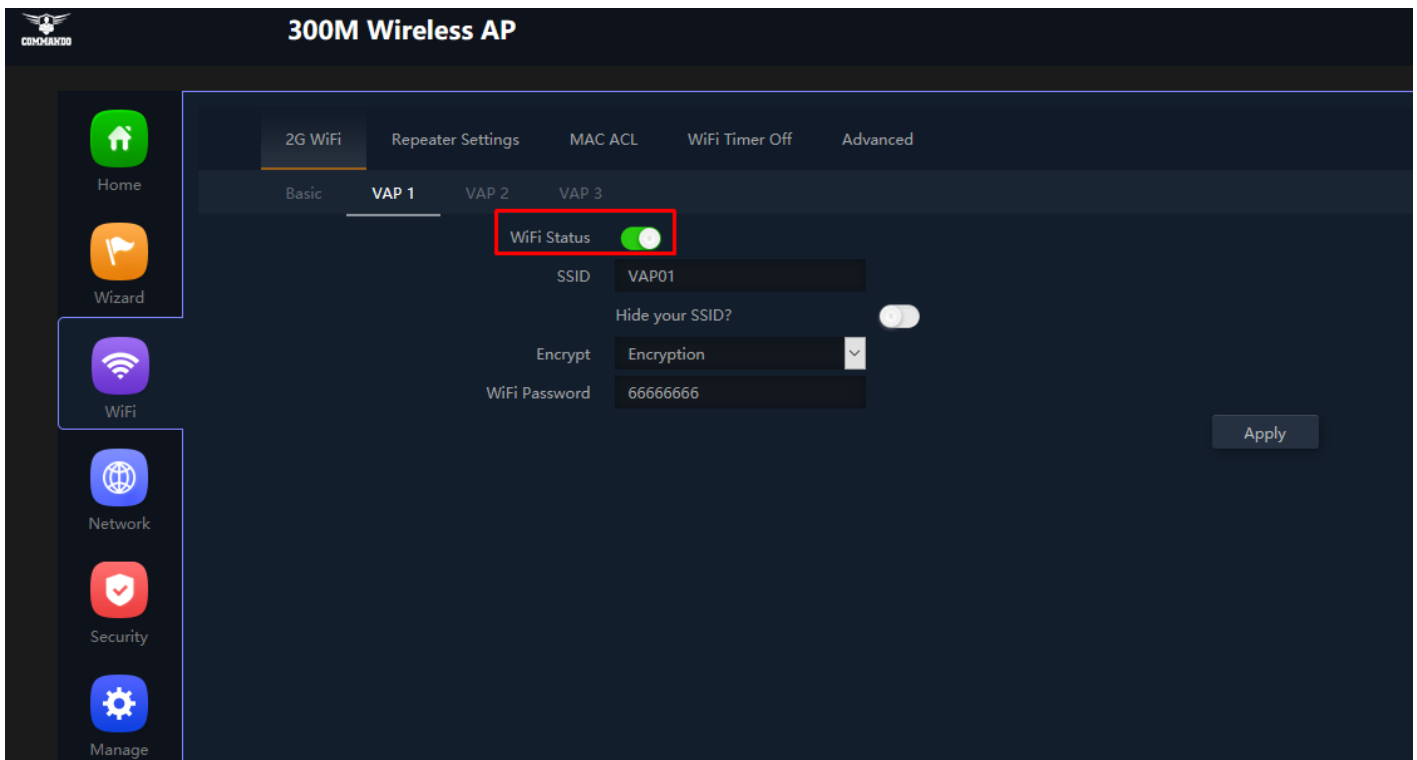 COMMANDO
300M Wireless AP
Home
Wizard
WiFi
Network
Security
Manage
2G WiFi Repeater Settings MAC ACL WiFi Timer Off Advanced
Basic VAP 1 VAP 2 VAP 3
WiFi Status
SSID VAP01
Hide your SSID?
Encrypt Encryption
WiFi Password 66666666
Apply